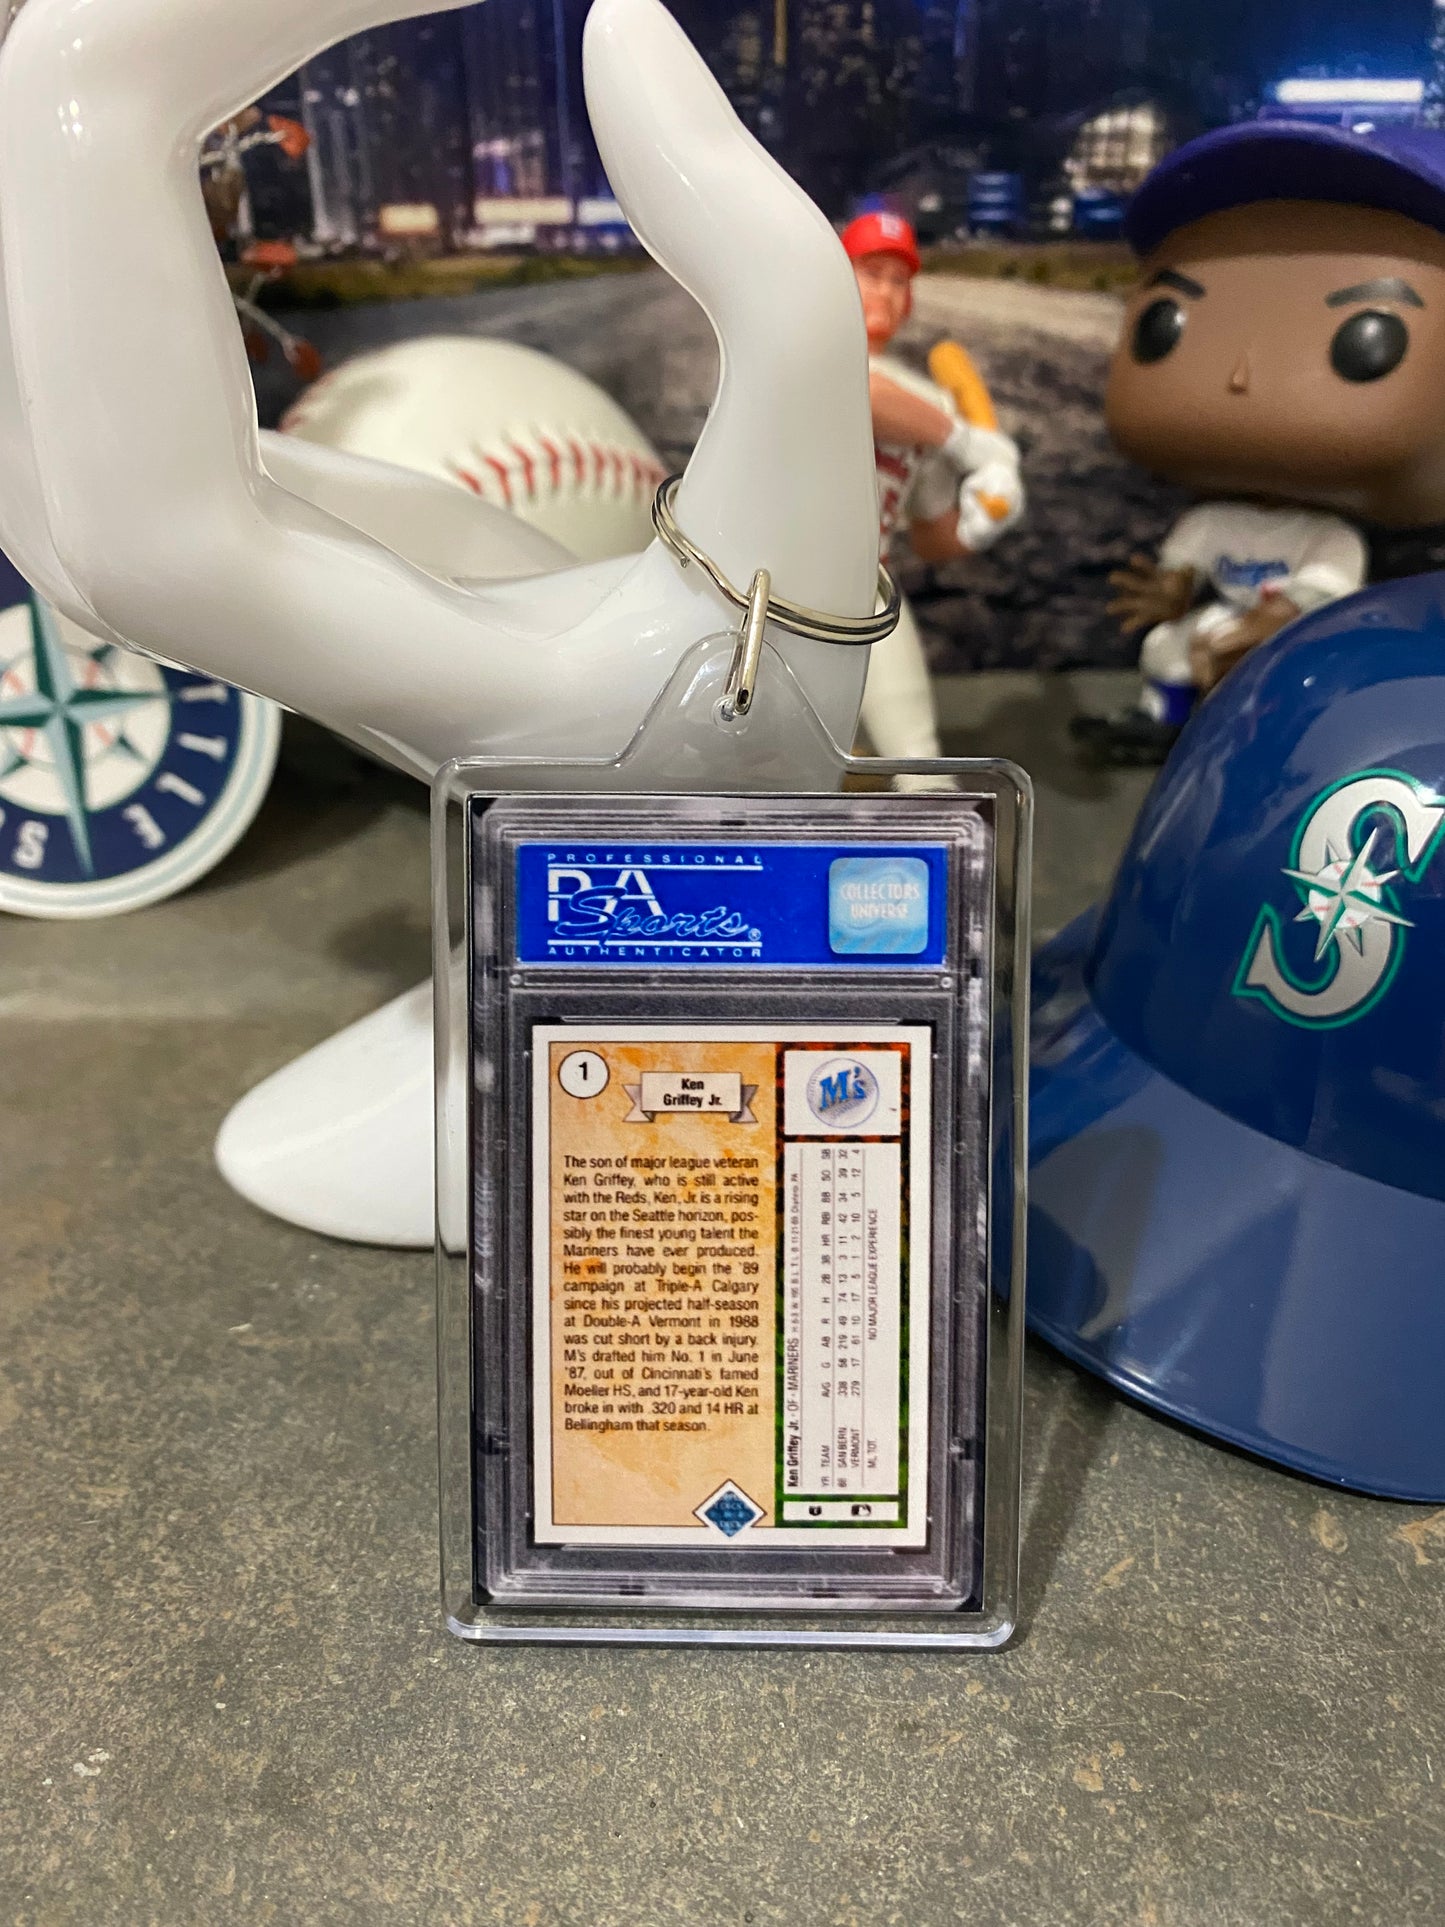 PROFESSIONAL
PSA
Sports®
AUTHENTICATOR
COLLECTORS
UNIVERSE
1
Ken
Griffey Jr.
The son of major league veteran
Ken Griffey, who is still active
with the Reds, Ken, Jr. is a rising
star on the Seattle horizon, pos-
sibly the finest young talent the
Mariners have ever produced.
He will probably begin the '89
campaign at Triple-A Calgary
since his projected half-season
at Double-A Vermont in 1988
was cut short by a back injury.
M's drafted him No. 1 in June
'87, out of Cincinnati's famed
Moeller HS, and 17-year-old Ken
broke in with .320 and 14 HR at
Bellingham that season.
M's
Ken Griffey Jr. • OF • MARINERS
YR TEAM AVG G AB R H 2B 3B HR RBI BB SO SB
88 SAN BERN .338 58 219 49 74 13 3 11 42 34 39 32
VERMONT .279 17 61 10 17 5 1 2 10 5 12 4
ML TOT NO MAJOR LEAGUE EXPERIENCE
S
Dodgers